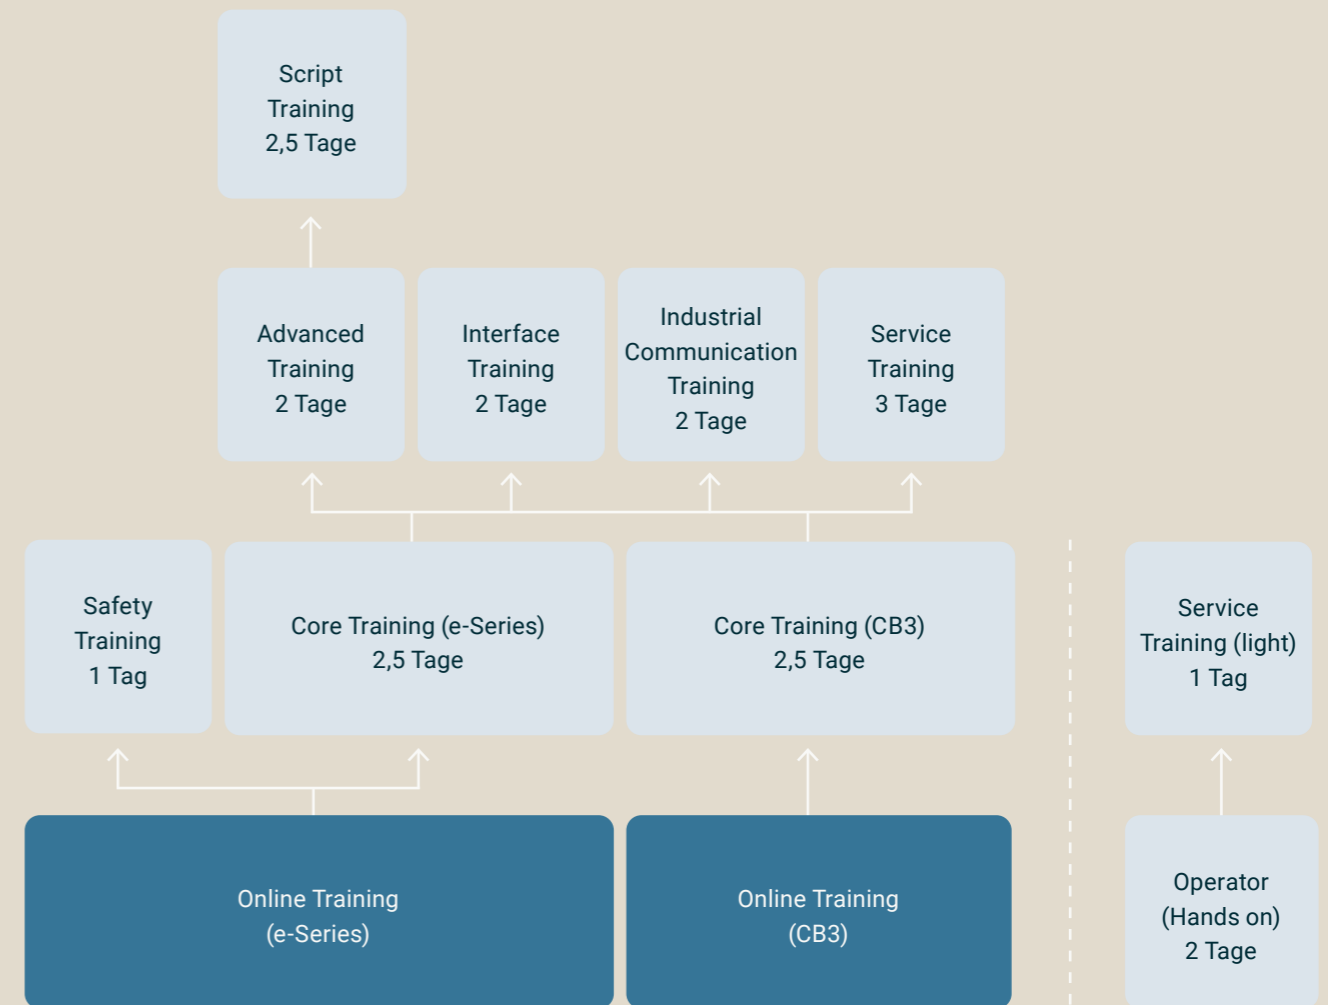 Script
Training
2,5 Tage
Advanced
Training
2 Tage
Interface
Training
2 Tage
Industrial
Communication
Training
2 Tage
Service
Training
3 Tage
Safety
Training
1 Tag
Core Training (e-Series)
2,5 Tage
Core Training (CB3)
2,5 Tage
Service
Training (light)
1 Tag
Online Training
(e-Series)
Online Training
(CB3)
Operator
(Hands on)
2 Tage